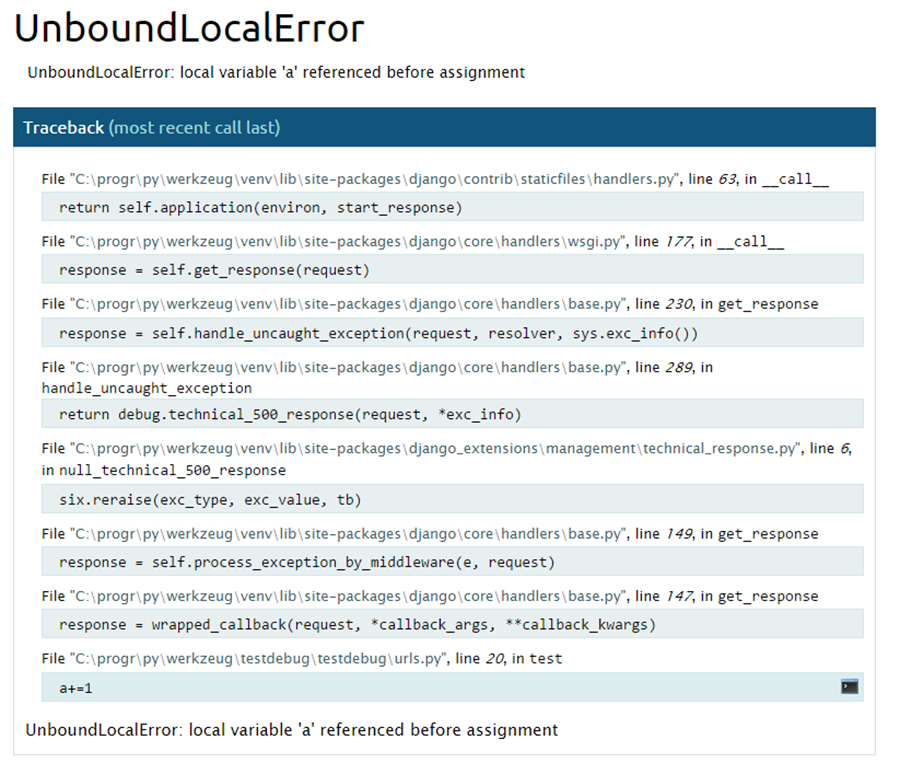 UnboundLocalError
UnboundLocalError: local variable 'a' referenced before assignment
Traceback (most recent call last)
File "C:\progr\py\werkzeug\venv\lib\site-packages\django\contrib\staticfiles\handlers.py", line 63, in __call__
return self.application(environ, start_response)
File "C:\progr\py\werkzeug\venv\lib\site-packages\django\core\handlers\wsgi.py", line 177, in __call__
response = self.get_response(request)
File "C:\progr\py\werkzeug\venv\lib\site-packages\django\core\handlers\base.py", line 230, in get_response
response = self.handle_uncaught_exception(request, resolver, sys.exc_info())
File "C:\progr\py\werkzeug\venv\lib\site-packages\django\core\handlers\base.py", line 289, in
handle_uncaught_exception
return debug.technical_500_response(request, *exc_info)
File "C:\progr\py\werkzeug\venv\lib\site-packages\django_extensions\management\technical_response.py", line 6,
in null_technical_500_response
six.reraise(exc_type, exc_value, tb)
File "C:\progr\py\werkzeug\venv\lib\site-packages\django\core\handlers\base.py", line 149, in get_response
response = self.process_exception_by_middleware(e, request)
File "C:\progr\py\werkzeug\venv\lib\site-packages\django\core\handlers\base.py", line 147, in get_response
response = wrapped_callback(request, *callback_args, **callback_kwargs)
File "C:\progr\py\werkzeug\testdebug\testdebug\urls.py", line 20, in test
a+=1
UnboundLocalError: local variable 'a' referenced before assignment